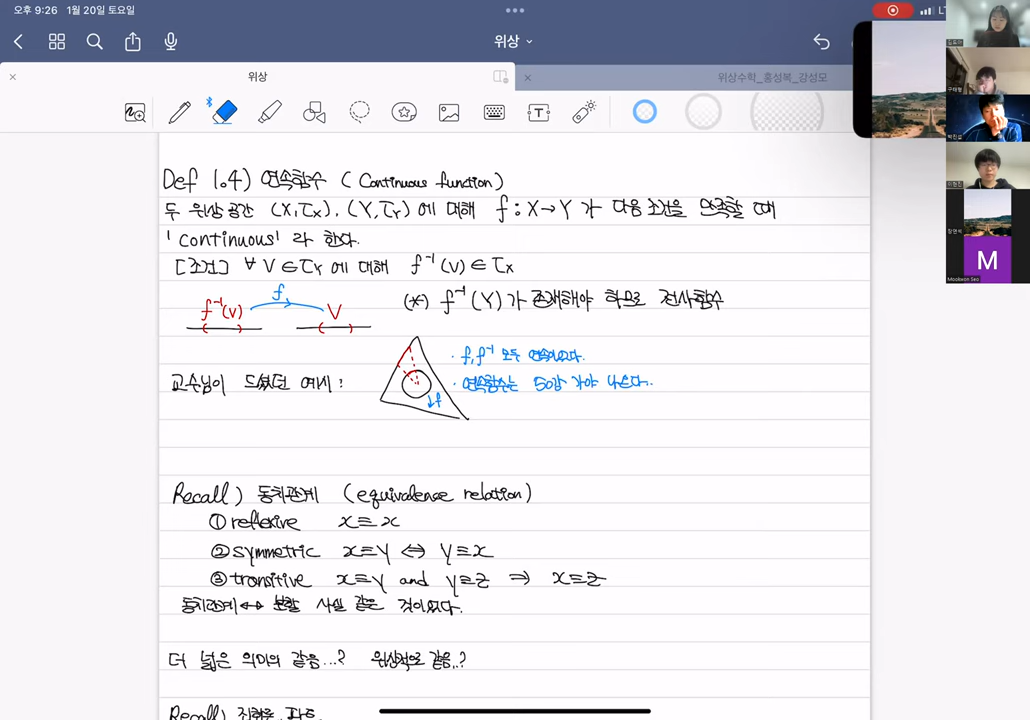 오후 9:26 1월 20일 토요일
위상
위상
위상수학_홍성복_강성모
Def 1.4) 연속함수 (Continuous function)
두 위상공간 (X,τx), (Y,τY) 에 대해 f : X→Y 가 다음 조건을 만족할 때
'continuous' 라 한다.
[조건] ∀ V∈τY 에 대해 f⁻¹(V)∈τx
f
f⁻¹(V) V
(*) f⁻¹(Y)가 존재해야 하므로 전사함수
· f, f⁻¹ 모두 연속이었다.
교수님이 드셨던 예시 :
· 연속함수는 50강 가야 나온다.
f
Recall) 동치관계 (equivalence relation)
① reflexive x≡x
② symmetric x≡y ⇔ y≡x
③ transitive x≡y and y≡z ⇒ x≡z
동치관계 ↔ 분할 사실 같은 것이었다.
더 넓은 의미의 같음...? 위상적으로 같음..?
Recall)
M
Mookwon Seo